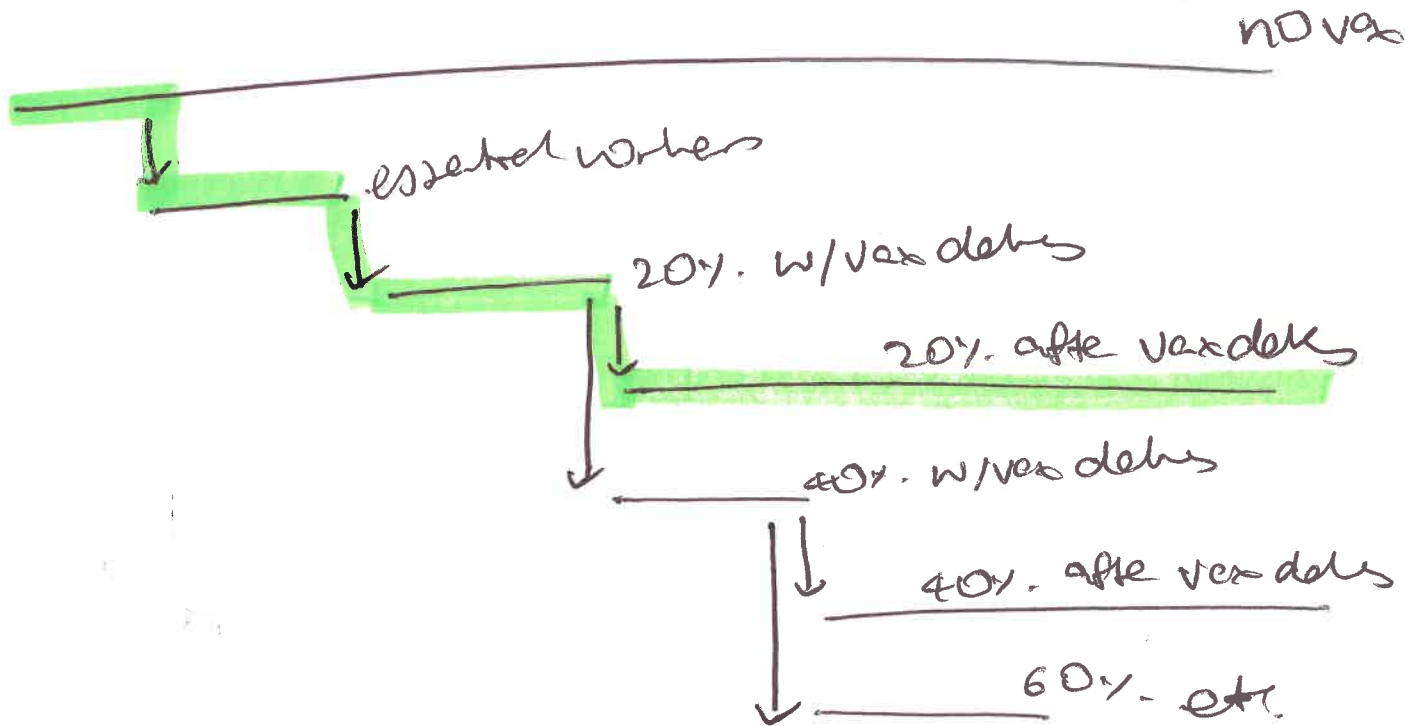 no vax
essential workers
20%. w/vax delays
20%. after vax delays
40%. w/vax delays
40%. after vax delays
60%. etc.